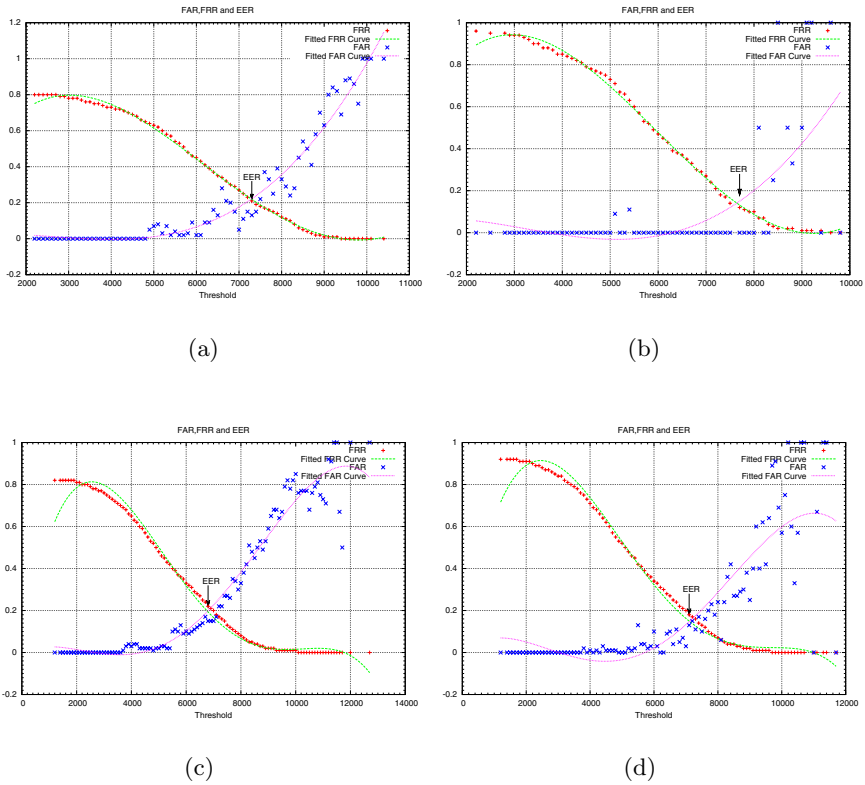 FAR,FRR and EER
1.2
1
0.8
0.6
0.4
0.2
0
-0.2
FRR
Fitted FRR Curve
FAR
Fitted FAR Curve
EER
2000 3000 4000 5000 6000 7000 8000 9000 10000 11000
Threshold
(a)
FAR,FRR and EER
1
0.8
0.6
0.4
0.2
0
-0.2
FRR
Fitted FRR Curve
FAR
Fitted FAR Curve
EER
2000 3000 4000 5000 6000 7000 8000 9000 10000
Threshold
(b)
FAR,FRR and EER
1
0.8
0.6
0.4
0.2
0
-0.2
FRR
Fitted FRR Curve
FAR
Fitted FAR Curve
EER
0 2000 4000 6000 8000 10000 12000 14000
Threshold
(c)
FAR,FRR and EER
1
0.8
0.6
0.4
0.2
0
-0.2
FRR
Fitted FRR Curve
FAR
Fitted FAR Curve
EER
0 2000 4000 6000 8000 10000 12000
Threshold
(d)